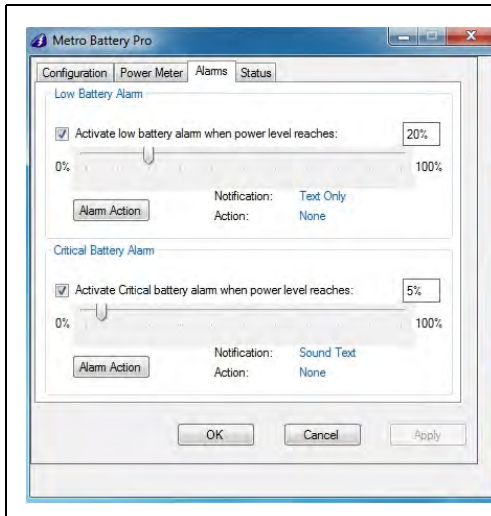 Metro Battery Pro
Configuration Power Meter Alarms Status
Low Battery Alarm
Activate low battery alarm when power level reaches: 20%
0% 100%
Alarm Action
Notification: Text Only
Action: None
Critical Battery Alarm
Activate Critical battery alarm when power level reaches: 5%
0% 100%
Alarm Action
Notification: Sound Text
Action: None
OK Cancel Apply